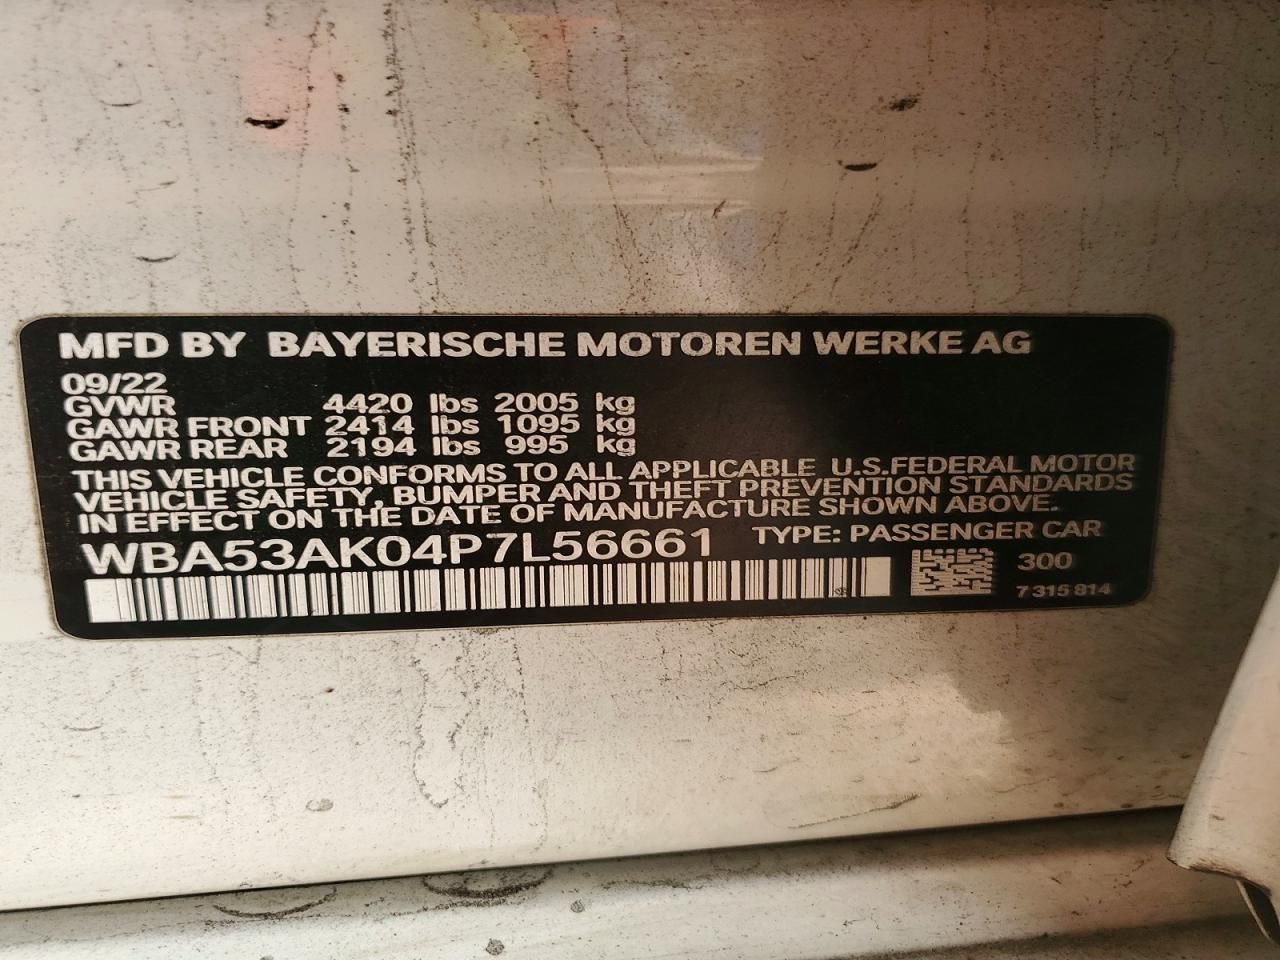 MFD BY BAYERISCHE MOTOREN WERKE AG
09/22
GVWR 4420 lbs 2005 kg
GAWR FRONT 2414 lbs 1095 kg
GAWR REAR 2194 lbs 995 kg
THIS VEHICLE CONFORMS TO ALL APPLICABLE U.S.FEDERAL MOTOR
VEHICLE SAFETY, BUMPER AND THEFT PREVENTION STANDARDS
IN EFFECT ON THE DATE OF MANUFACTURE SHOWN ABOVE.
WBA53AK04P7L56661 TYPE: PASSENGER CAR
300
7 315 814